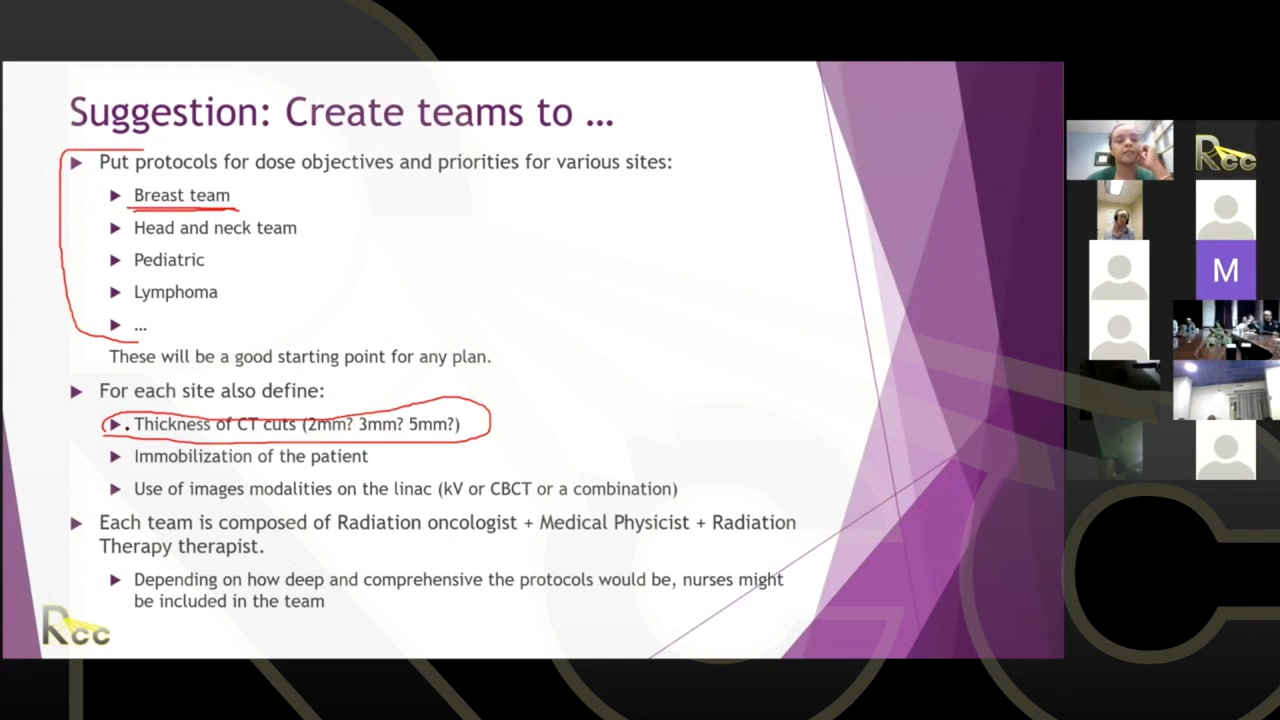 Suggestion: Create teams to ...
Put protocols for dose objectives and priorities for various sites:
Breast team
Head and neck team
Pediatric
Lymphoma
...
These will be a good starting point for any plan.
For each site also define:
Thickness of CT cuts (2mm? 3mm? 5mm?)
Immobilization of the patient
Use of images modalities on the linac (kV or CBCT or a combination)
Each team is composed of Radiation oncologist + Medical Physicist + Radiation
Therapy therapist.
Depending on how deep and comprehensive the protocols would be, nurses might
be included in the team
Rcc
Rcc
M